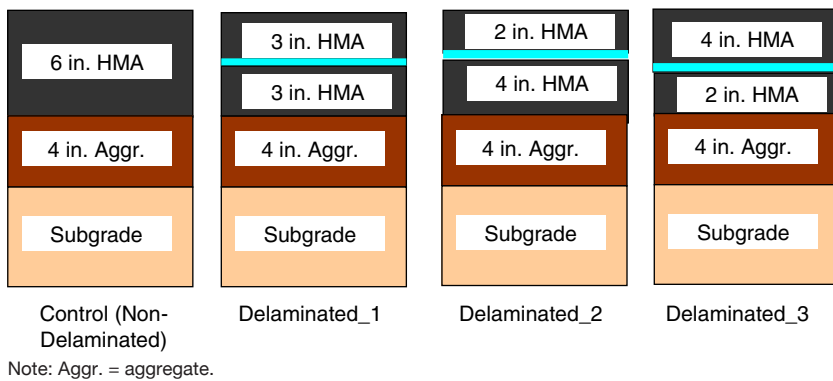 6 in. HMA
4 in. Aggr.
Subgrade
Control (Non-
Delaminated)
3 in. HMA
3 in. HMA
4 in. Aggr.
Subgrade
Delaminated_1
2 in. HMA
4 in. HMA
4 in. Aggr.
Subgrade
Delaminated_2
4 in. HMA
2 in. HMA
4 in. Aggr.
Subgrade
Delaminated_3
Note: Aggr. = aggregate.